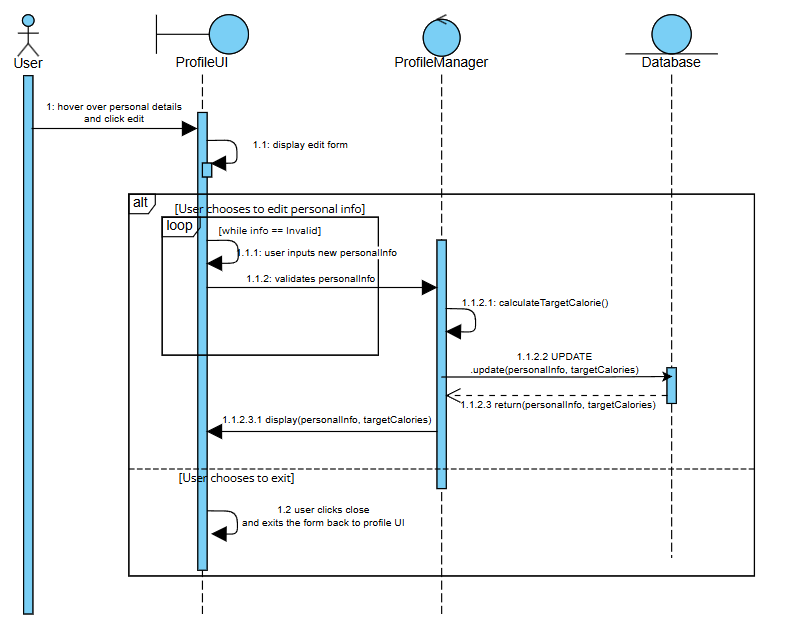 User
ProfileUI
ProfileManager
Database
1: hover over personal details
and click edit
1.1: display edit form
alt
[User chooses to edit personal info]
loop
[while info == Invalid]
1.1.1: user inputs new personalInfo
1.1.2: validates personalInfo
1.1.2.1: calculateTargetCalorie()
1.1.2.2 UPDATE
.update(personalInfo, targetCalories)
1.1.2.3 return(personalInfo, targetCalories)
1.1.2.3.1 display(personalInfo, targetCalories)
[User chooses to exit]
1.2 user clicks close
and exits the form back to profile UI